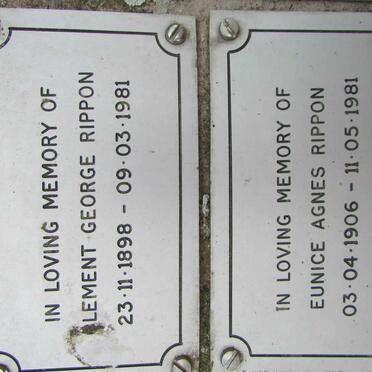 IN LOVING MEMORY OF
LEMENT GEORGE RIPPON
23·11·1898 – 09·03·1981
IN LOVING MEMORY OF
EUNICE AGNES RIPPON
03·04·1906 – 11·05·1981